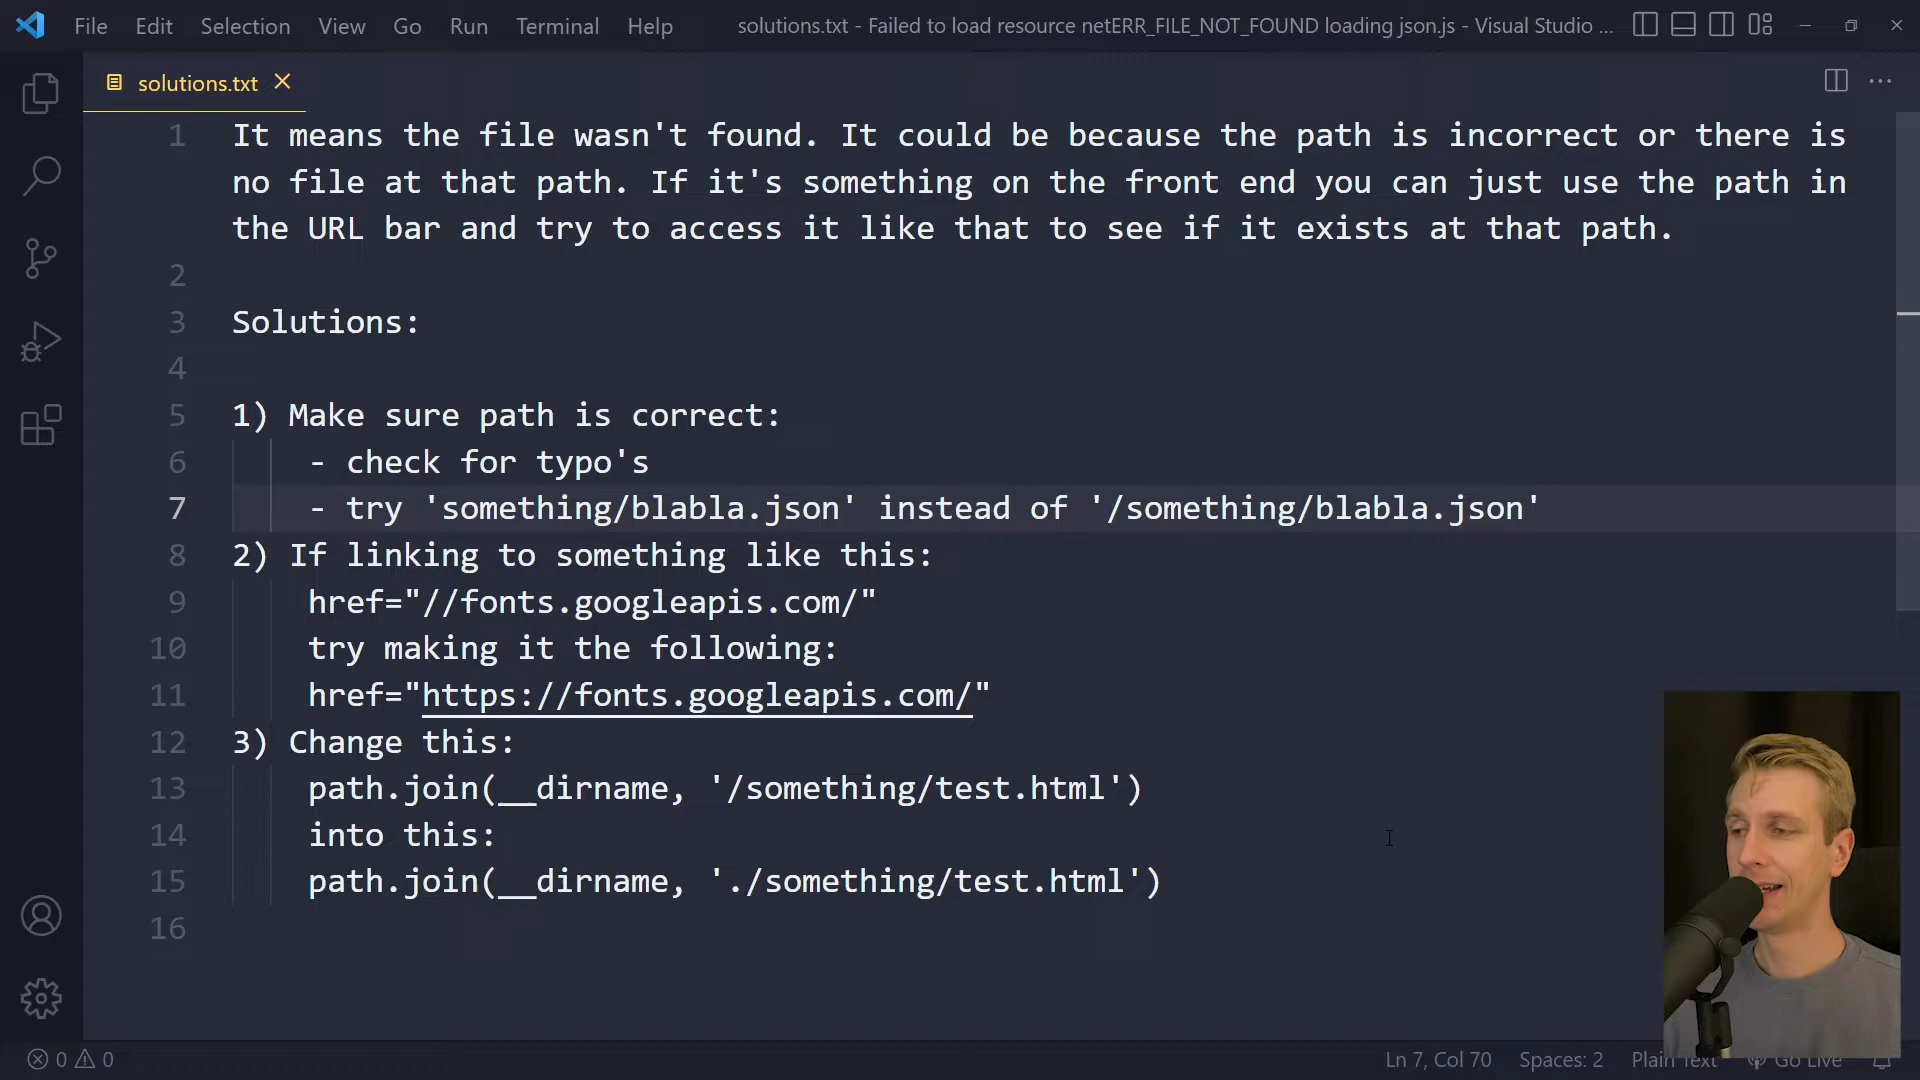 File Edit Selection View Go Run Terminal Help solutions.txt - Failed to load resource netERR_FILE_NOT_FOUND loading json.js - Visual Studio ...
solutions.txt
1 It means the file wasn't found. It could be because the path is incorrect or there is
no file at that path. If it's something on the front end you can just use the path in
the URL bar and try to access it like that to see if it exists at that path.
2
3 Solutions:
4
5 1) Make sure path is correct:
6 - check for typo's
7 - try 'something/blabla.json' instead of '/something/blabla.json'
8 2) If linking to something like this:
9 href="//fonts.googleapis.com/"
10 try making it the following:
11 href="https://fonts.googleapis.com/"
12 3) Change this:
13 path.join(__dirname, '/something/test.html')
14 into this:
15 path.join(__dirname, './something/test.html')
16
0 0 Ln 7, Col 70 Spaces: 2 Plain Text Go Live